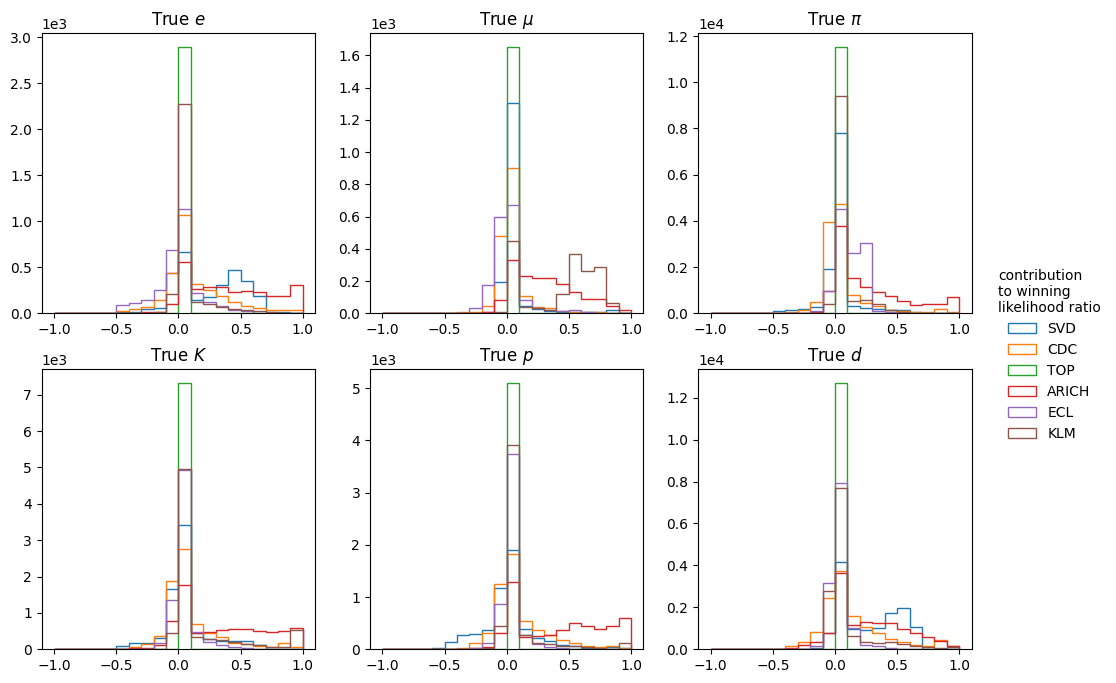 True e
1e3
3.0
2.5
2.0
1.5
1.0
0.5
0.0
−1.0 −0.5 0.0 0.5 1.0
True μ
1e3
1.6
1.4
1.2
1.0
0.8
0.6
0.4
0.2
0.0
−1.0 −0.5 0.0 0.5 1.0
True π
1e4
1.2
1.0
0.8
0.6
0.4
0.2
0.0
−1.0 −0.5 0.0 0.5 1.0
True K
1e3
7
6
5
4
3
2
1
0
−1.0 −0.5 0.0 0.5 1.0
True p
1e3
5
4
3
2
1
0
−1.0 −0.5 0.0 0.5 1.0
True d
1e4
1.2
1.0
0.8
0.6
0.4
0.2
0.0
−1.0 −0.5 0.0 0.5 1.0
contribution
to winning
likelihood ratio
SVD
CDC
TOP
ARICH
ECL
KLM